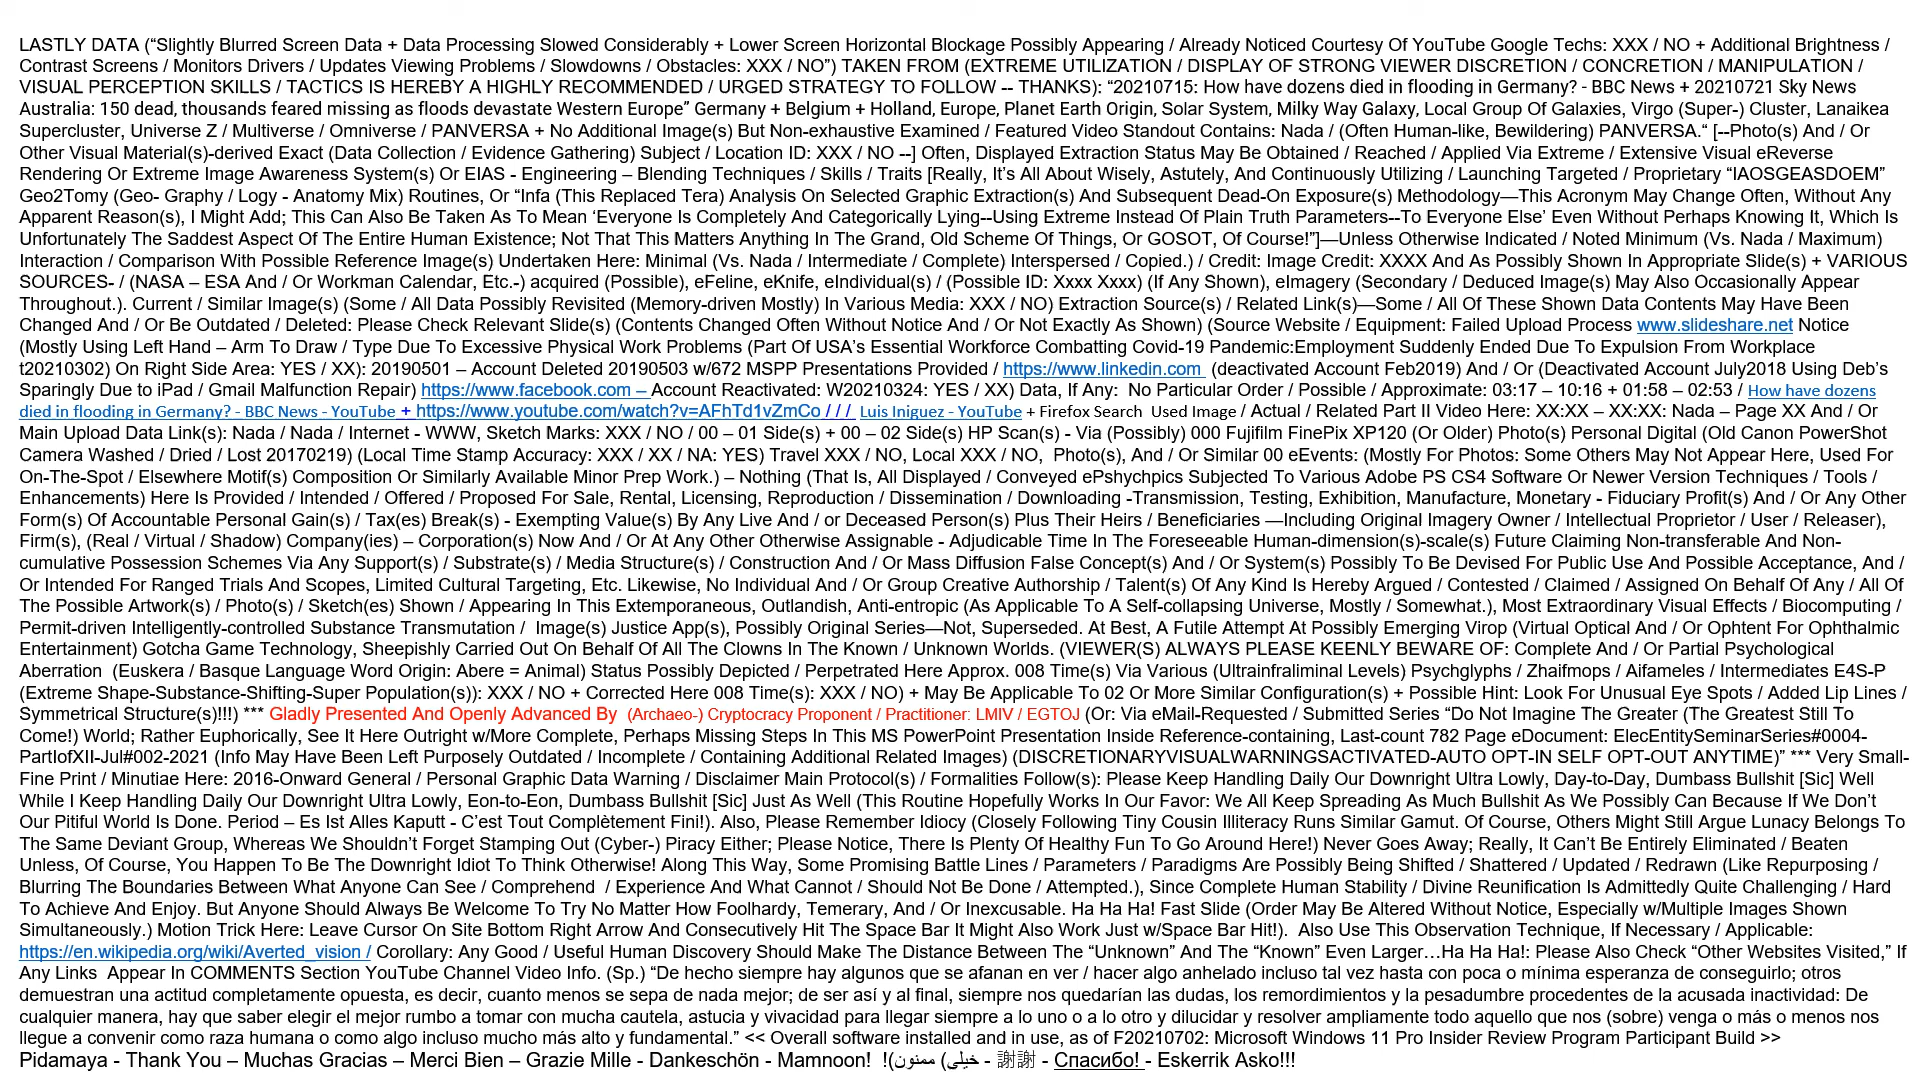 LASTLY DATA (“Slightly Blurred Screen Data + Data Processing Slowed Considerably + Lower Screen Horizontal Blockage Possibly Appearing / Already Noticed Courtesy Of YouTube Google Techs: XXX / NO + Additional Brightness /
Contrast Screens / Monitors Drivers / Updates Viewing Problems / Slowdowns / Obstacles: XXX / NO”) TAKEN FROM (EXTREME UTILIZATION / DISPLAY OF STRONG VIEWER DISCRETION / CONCRETION / MANIPULATION /
VISUAL PERCEPTION SKILLS / TACTICS IS HEREBY A HIGHLY RECOMMENDED / URGED STRATEGY TO FOLLOW -- THANKS): “20210715: How have dozens died in flooding in Germany? - BBC News + 20210721 Sky News
Australia: 150 dead, thousands feared missing as floods devastate Western Europe” Germany + Belgium + Holland, Europe, Planet Earth Origin, Solar System, Milky Way Galaxy, Local Group Of Galaxies, Virgo (Super-) Cluster, Lanaikea
Supercluster, Universe Z / Multiverse / Omniverse / PANVERSA + No Additional Image(s) But Non-exhaustive Examined / Featured Video Standout Contains: Nada / (Often Human-like, Bewildering) PANVERSA.“ [--Photo(s) And / Or
Other Visual Material(s)-derived Exact (Data Collection / Evidence Gathering) Subject / Location ID: XXX / NO --] Often, Displayed Extraction Status May Be Obtained / Reached / Applied Via Extreme / Extensive Visual eReverse
Rendering Or Extreme Image Awareness System(s) Or EIAS - Engineering – Blending Techniques / Skills / Traits [Really, It’s All About Wisely, Astutely, And Continuously Utilizing / Launching Targeted / Proprietary “IAOSGEASDOEM”
Geo2Tomy (Geo- Graphy / Logy - Anatomy Mix) Routines, Or “Infa (This Replaced Tera) Analysis On Selected Graphic Extraction(s) And Subsequent Dead-On Exposure(s) Methodology—This Acronym May Change Often, Without Any
Apparent Reason(s), I Might Add; This Can Also Be Taken As To Mean ‘Everyone Is Completely And Categorically Lying--Using Extreme Instead Of Plain Truth Parameters--To Everyone Else’ Even Without Perhaps Knowing It, Which Is
Unfortunately The Saddest Aspect Of The Entire Human Existence; Not That This Matters Anything In The Grand, Old Scheme Of Things, Or GOSOT, Of Course!”]—Unless Otherwise Indicated / Noted Minimum (Vs. Nada / Maximum)
Interaction / Comparison With Possible Reference Image(s) Undertaken Here: Minimal (Vs. Nada / Intermediate / Complete) Interspersed / Copied.) / Credit: Image Credit: XXXX And As Possibly Shown In Appropriate Slide(s) + VARIOUS
SOURCES- / (NASA – ESA And / Or Workman Calendar, Etc.-) acquired (Possible), eFeline, eKnife, eIndividual(s) / (Possible ID: Xxxx Xxxx) (If Any Shown), eImagery (Secondary / Deduced Image(s) May Also Occasionally Appear
Throughout.). Current / Similar Image(s) (Some / All Data Possibly Revisited (Memory-driven Mostly) In Various Media: XXX / NO) Extraction Source(s) / Related Link(s)—Some / All Of These Shown Data Contents May Have Been
Changed And / Or Be Outdated / Deleted: Please Check Relevant Slide(s) (Contents Changed Often Without Notice And / Or Not Exactly As Shown) (Source Website / Equipment: Failed Upload Process www.slideshare.net Notice
(Mostly Using Left Hand – Arm To Draw / Type Due To Excessive Physical Work Problems (Part Of USA’s Essential Workforce Combatting Covid-19 Pandemic:Employment Suddenly Ended Due To Expulsion From Workplace
t20210302) On Right Side Area: YES / XX): 20190501 – Account Deleted 20190503 w/672 MSPP Presentations Provided / https://www.linkedin.com (deactivated Account Feb2019) And / Or (Deactivated Account July2018 Using Deb’s
Sparingly Due to iPad / Gmail Malfunction Repair) https://www.facebook.com – Account Reactivated: W20210324: YES / XX) Data, If Any: No Particular Order / Possible / Approximate: 03:17 – 10:16 + 01:58 – 02:53 / How have dozens
died in flooding in Germany? - BBC News - YouTube + https://www.youtube.com/watch?v=AFhTd1vZmCo / / / Luis Iniguez - YouTube + Firefox Search Used Image / Actual / Related Part II Video Here: XX:XX – XX:XX: Nada – Page XX And / Or
Main Upload Data Link(s): Nada / Nada / Internet - WWW, Sketch Marks: XXX / NO / 00 – 01 Side(s) + 00 – 02 Side(s) HP Scan(s) - Via (Possibly) 000 Fujifilm FinePix XP120 (Or Older) Photo(s) Personal Digital (Old Canon PowerShot
Camera Washed / Dried / Lost 20170219) (Local Time Stamp Accuracy: XXX / XX / NA: YES) Travel XXX / NO, Local XXX / NO, Photo(s), And / Or Similar 00 eEvents: (Mostly For Photos: Some Others May Not Appear Here, Used For
On-The-Spot / Elsewhere Motif(s) Composition Or Similarly Available Minor Prep Work.) – Nothing (That Is, All Displayed / Conveyed ePshychpics Subjected To Various Adobe PS CS4 Software Or Newer Version Techniques / Tools /
Enhancements) Here Is Provided / Intended / Offered / Proposed For Sale, Rental, Licensing, Reproduction / Dissemination / Downloading -Transmission, Testing, Exhibition, Manufacture, Monetary - Fiduciary Profit(s) And / Or Any Other
Form(s) Of Accountable Personal Gain(s) / Tax(es) Break(s) - Exempting Value(s) By Any Live And / or Deceased Person(s) Plus Their Heirs / Beneficiaries —Including Original Imagery Owner / Intellectual Proprietor / User / Releaser),
Firm(s), (Real / Virtual / Shadow) Company(ies) – Corporation(s) Now And / Or At Any Other Otherwise Assignable - Adjudicable Time In The Foreseeable Human-dimension(s)-scale(s) Future Claiming Non-transferable And Non-
cumulative Possession Schemes Via Any Support(s) / Substrate(s) / Media Structure(s) / Construction And / Or Mass Diffusion False Concept(s) And / Or System(s) Possibly To Be Devised For Public Use And Possible Acceptance, And /
Or Intended For Ranged Trials And Scopes, Limited Cultural Targeting, Etc. Likewise, No Individual And / Or Group Creative Authorship / Talent(s) Of Any Kind Is Hereby Argued / Contested / Claimed / Assigned On Behalf Of Any / All Of
The Possible Artwork(s) / Photo(s) / Sketch(es) Shown / Appearing In This Extemporaneous, Outlandish, Anti-entropic (As Applicable To A Self-collapsing Universe, Mostly / Somewhat.), Most Extraordinary Visual Effects / Biocomputing /
Permit-driven Intelligently-controlled Substance Transmutation / Image(s) Justice App(s), Possibly Original Series—Not, Superseded. At Best, A Futile Attempt At Possibly Emerging Virop (Virtual Optical And / Or Ophtent For Ophthalmic
Entertainment) Gotcha Game Technology, Sheepishly Carried Out On Behalf Of All The Clowns In The Known / Unknown Worlds. (VIEWER(S) ALWAYS PLEASE KEENLY BEWARE OF: Complete And / Or Partial Psychological
Aberration (Euskera / Basque Language Word Origin: Abere = Animal) Status Possibly Depicted / Perpetrated Here Approx. 008 Time(s) Via Various (Ultrainfraliminal Levels) Psychglyphs / Zhaifmops / Aifameles / Intermediates E4S-P
(Extreme Shape-Substance-Shifting-Super Population(s)): XXX / NO + Corrected Here 008 Time(s): XXX / NO) + May Be Applicable To 02 Or More Similar Configuration(s) + Possible Hint: Look For Unusual Eye Spots / Added Lip Lines /
Symmetrical Structure(s)!!!) *** Gladly Presented And Openly Advanced By (Archaeo-) Cryptocracy Proponent / Practitioner: LMIV / EGTOJ (Or: Via eMail-Requested / Submitted Series “Do Not Imagine The Greater (The Greatest Still To
Come!) World; Rather Euphorically, See It Here Outright w/More Complete, Perhaps Missing Steps In This MS PowerPoint Presentation Inside Reference-containing, Last-count 782 Page eDocument: ElecEntitySeminarSeries#0004-
PartIofXII-Jul#002-2021 (Info May Have Been Left Purposely Outdated / Incomplete / Containing Additional Related Images) (DISCRETIONARYVISUALWARNINGSACTIVATED-AUTO OPT-IN SELF OPT-OUT ANYTIME)” *** Very Small-
Fine Print / Minutiae Here: 2016-Onward General / Personal Graphic Data Warning / Disclaimer Main Protocol(s) / Formalities Follow(s): Please Keep Handling Daily Our Downright Ultra Lowly, Day-to-Day, Dumbass Bullshit [Sic] Well
While I Keep Handling Daily Our Downright Ultra Lowly, Eon-to-Eon, Dumbass Bullshit [Sic] Just As Well (This Routine Hopefully Works In Our Favor: We All Keep Spreading As Much Bullshit As We Possibly Can Because If We Don’t
Our Pitiful World Is Done. Period – Es Ist Alles Kaputt - C’est Tout Complètement Fini!). Also, Please Remember Idiocy (Closely Following Tiny Cousin Illiteracy Runs Similar Gamut. Of Course, Others Might Still Argue Lunacy Belongs To
The Same Deviant Group, Whereas We Shouldn’t Forget Stamping Out (Cyber-) Piracy Either; Please Notice, There Is Plenty Of Healthy Fun To Go Around Here!) Never Goes Away; Really, It Can’t Be Entirely Eliminated / Beaten
Unless, Of Course, You Happen To Be The Downright Idiot To Think Otherwise! Along This Way, Some Promising Battle Lines / Parameters / Paradigms Are Possibly Being Shifted / Shattered / Updated / Redrawn (Like Repurposing /
Blurring The Boundaries Between What Anyone Can See / Comprehend / Experience And What Cannot / Should Not Be Done / Attempted.), Since Complete Human Stability / Divine Reunification Is Admittedly Quite Challenging / Hard
To Achieve And Enjoy. But Anyone Should Always Be Welcome To Try No Matter How Foolhardy, Temerary, And / Or Inexcusable. Ha Ha Ha! Fast Slide (Order May Be Altered Without Notice, Especially w/Multiple Images Shown
Simultaneously.) Motion Trick Here: Leave Cursor On Site Bottom Right Arrow And Consecutively Hit The Space Bar It Might Also Work Just w/Space Bar Hit!). Also Use This Observation Technique, If Necessary / Applicable:
https://en.wikipedia.org/wiki/Averted_vision / Corollary: Any Good / Useful Human Discovery Should Make The Distance Between The “Unknown” And The “Known” Even Larger…Ha Ha Ha!: Please Also Check “Other Websites Visited,” If
Any Links Appear In COMMENTS Section YouTube Channel Video Info. (Sp.) “De hecho siempre hay algunos que se afanan en ver / hacer algo anhelado incluso tal vez hasta con poca o mínima esperanza de conseguirlo; otros
demuestran una actitud completamente opuesta, es decir, cuanto menos se sepa de nada mejor; de ser así y al final, siempre nos quedarían las dudas, los remordimientos y la pesadumbre procedentes de la acusada inactividad: De
cualquier manera, hay que saber elegir el mejor rumbo a tomar con mucha cautela, astucia y vivacidad para llegar siempre a lo uno o a lo otro y dilucidar y resolver ampliamente todo aquello que nos (sobre) venga o más o menos nos
llegue a convenir como raza humana o como algo incluso mucho más alto y fundamental.” << Overall software installed and in use, as of F20210702: Microsoft Windows 11 Pro Insider Review Program Participant Build >>
Pidamaya - Thank You – Muchas Gracias – Merci Bien – Grazie Mille - Dankeschön - Mamnoon! !(خیلی (ممنون - 謝謝 - Спасибо! - Eskerrik Asko!!!